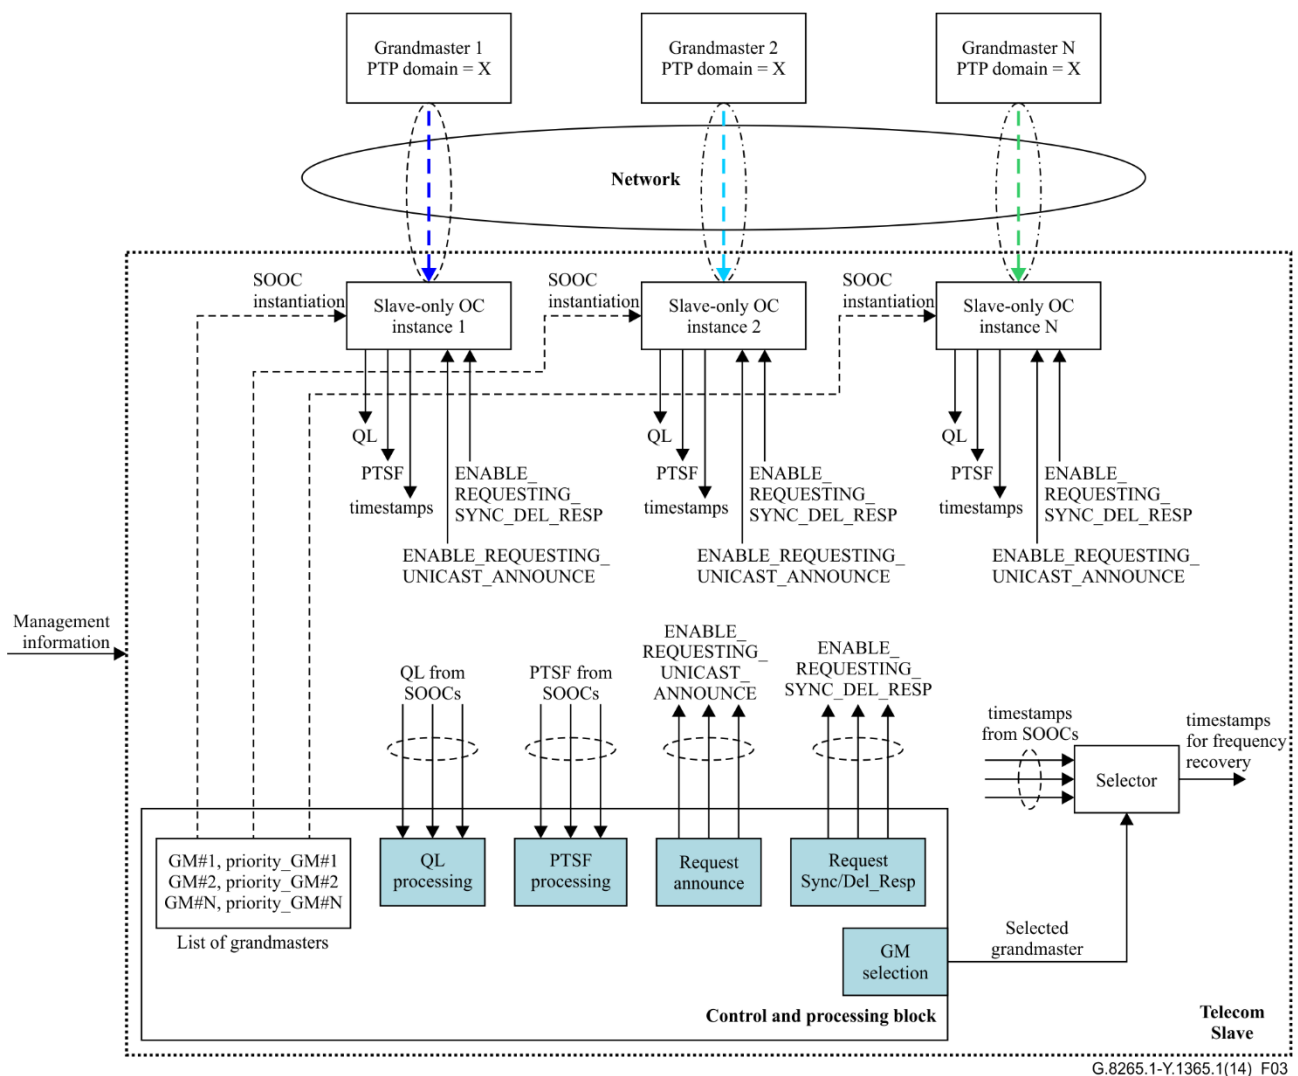 Grandmaster 1
PTP domain = X
Grandmaster 2
PTP domain = X
Grandmaster N
PTP domain = X
Network
SOOC
instantiation
Slave-only OC
instance 1
SOOC
instantiation
Slave-only OC
instance 2
SOOC
instantiation
Slave-only OC
instance N
QL
PTSF
timestamps
ENABLE_
REQUESTING_
SYNC_DEL_RESP
ENABLE_REQUESTING_
UNICAST_ANNOUNCE
QL
PTSF
timestamps
ENABLE_
REQUESTING_
SYNC_DEL_RESP
ENABLE_REQUESTING_
UNICAST_ANNOUNCE
QL
PTSF
timestamps
ENABLE_
REQUESTING_
SYNC_DEL_RESP
ENABLE_REQUESTING_
UNICAST_ANNOUNCE
Management
information
QL from
SOOCs
PTSF from
SOOCs
ENABLE_
REQUESTING_
UNICAST_
ANNOUNCE
ENABLE_
REQUESTING_
SYNC_DEL_RESP
timestamps
from SOOCs
Selector
timestamps
for frequency
recovery
GM#1, priority_GM#1
GM#2, priority_GM#2
GM#N, priority_GM#N
List of grandmasters
QL
processing
PTSF
processing
Request
announce
Request
Sync/Del_Resp
GM
selection
Selected
grandmaster
Control and processing block
Telecom
Slave
G.8265.1-Y.1365.1(14)_F03